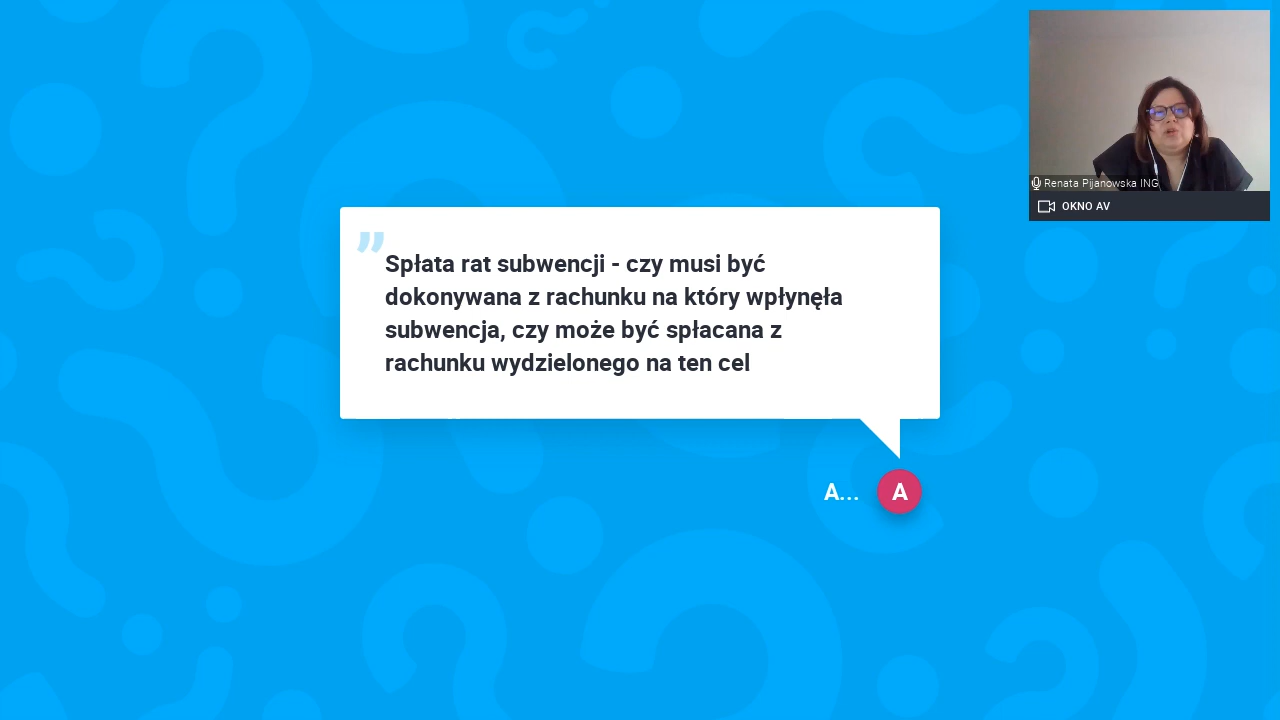 Renata Pijanowska ING
OKNO AV
"
Spłata rat subwencji - czy musi być
dokonywana z rachunku na który wpłynęła
subwencja, czy może być spłacana z
rachunku wydzielonego na ten cel
A... A